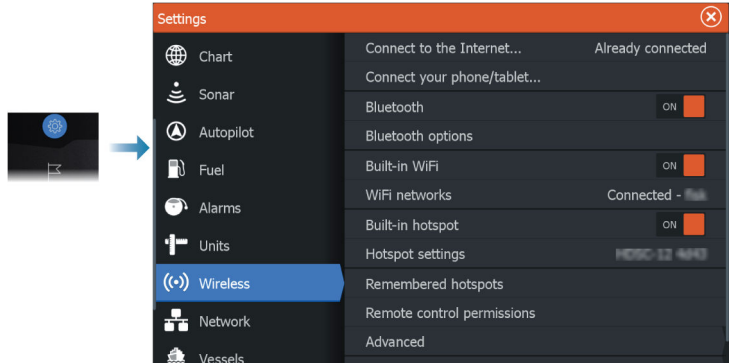 Settings
Chart
Sonar
Autopilot
Fuel
Alarms
Units
Wireless
Network
Vessels
Connect to the Internet... Already connected
Connect your phone/tablet...
Bluetooth ON
Bluetooth options
Built-in WiFi ON
WiFi networks Connected -
Built-in hotspot ON
Hotspot settings
Remembered hotspots
Remote control permissions
Advanced